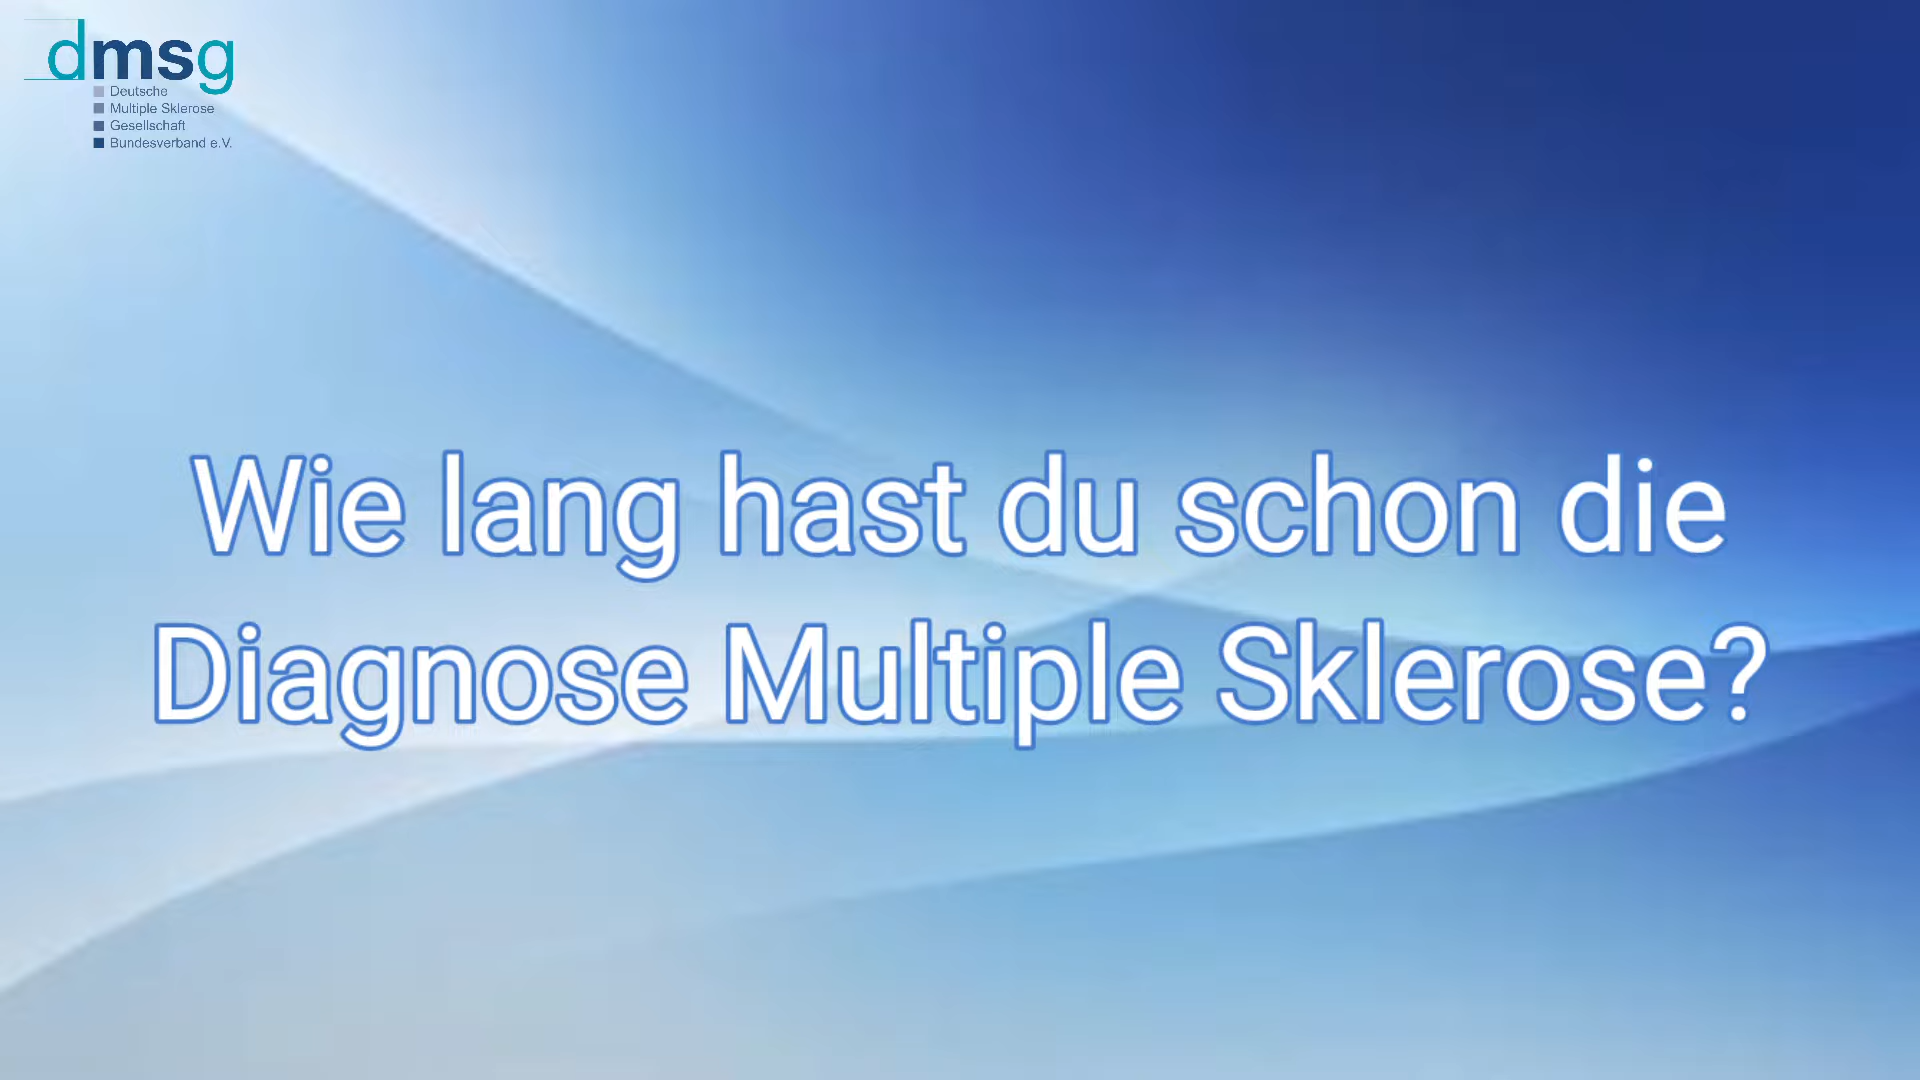 dmsg
Deutsche
Multiple Sklerose
Gesellschaft
Bundesverband e.V.
Wie lang hast du schon die
Diagnose Multiple Sklerose?